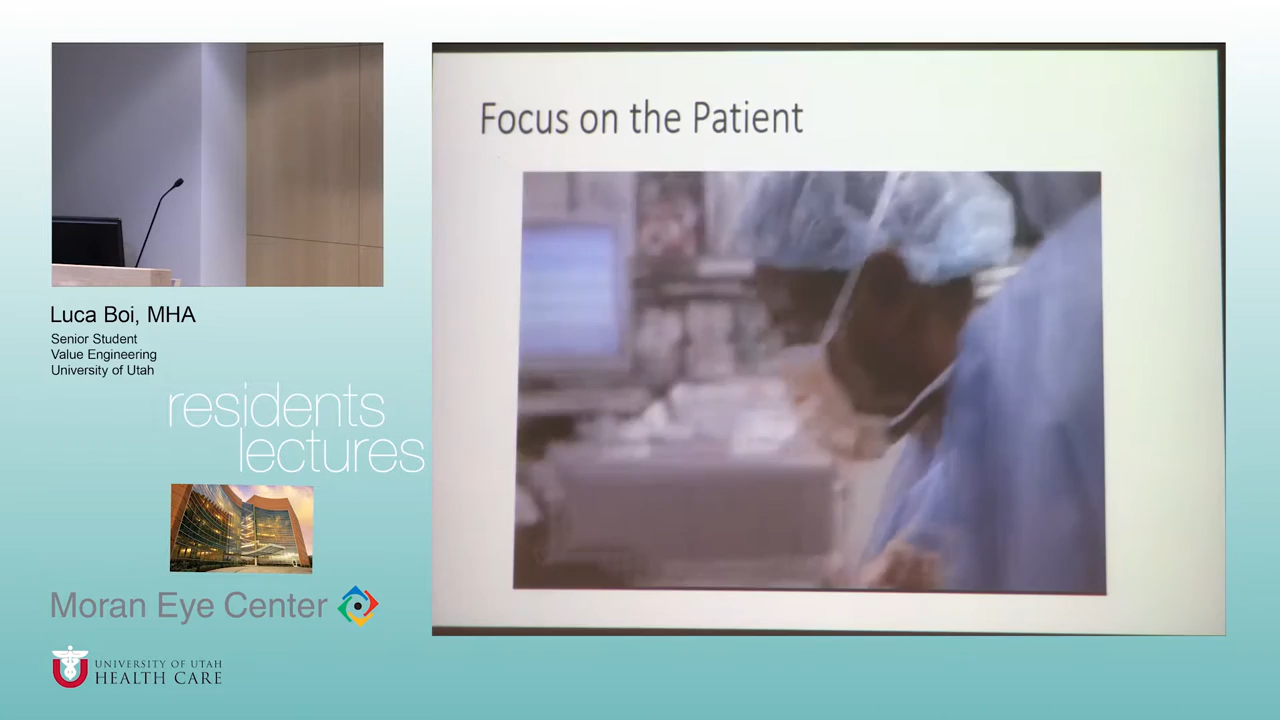 Focus on the Patient
Luca Boi, MHA
Senior Student
Value Engineering
University of Utah
residents
lectures
Moran Eye Center
UNIVERSITY OF UTAH
HEALTH CARE